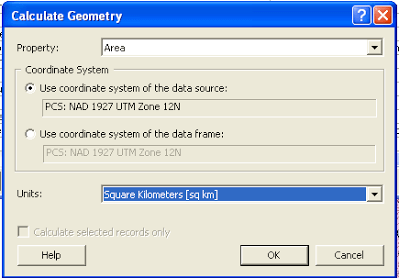 Calculate Geometry
Property: Area
Coordinate System
Use coordinate system of the data source:
PCS: NAD 1927 UTM Zone 12N
Use coordinate system of the data frame:
PCS: NAD 1927 UTM Zone 12N
Units: Square Kilometers [sq km]
Calculate selected records only
Help OK Cancel